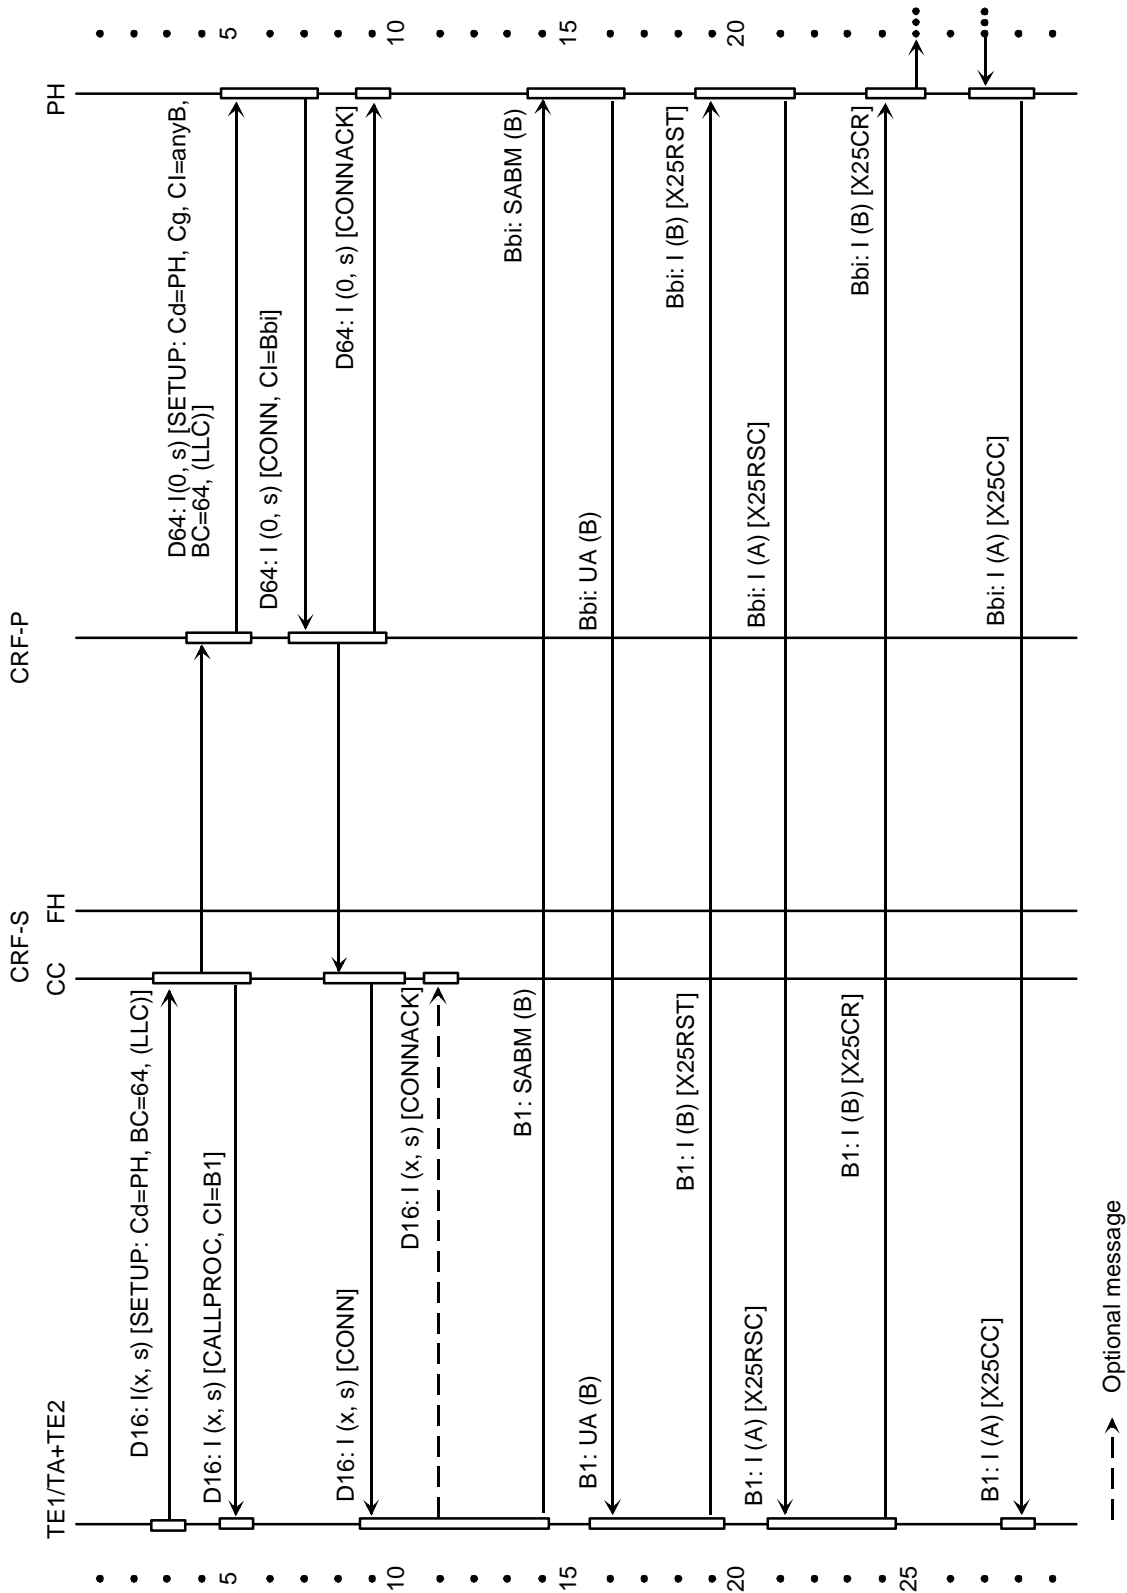 TE1/TA+TE2
CRF-S
CC
FH
CRF-P
PH
D16: I(x, s) [SETUP: Cd=PH, BC=64, (LLC)]
D64: I(0, s) [SETUP: Cd=PH, Cg, CI=anyB,
BC=64, (LLC)]
5
5
D16: I (x, s) [CALLPROC, CI=B1]
D64: I (0, s) [CONN, CI=Bbi]
D16: I (x, s) [CONN]
D64: I (0, s) [CONNACK]
10
10
D16: I (x, s) [CONNACK]
B1: SABM (B)
Bbi: SABM (B)
15
15
B1: UA (B)
Bbi: UA (B)
B1: I (B) [X25RST]
Bbi: I (B) [X25RST]
20
20
B1: I (A) [X25RSC]
Bbi: I (A) [X25RSC]
B1: I (B) [X25CR]
Bbi: I (B) [X25CR]
25
B1: I (A) [X25CC]
Bbi: I (A) [X25CC]
Optional message